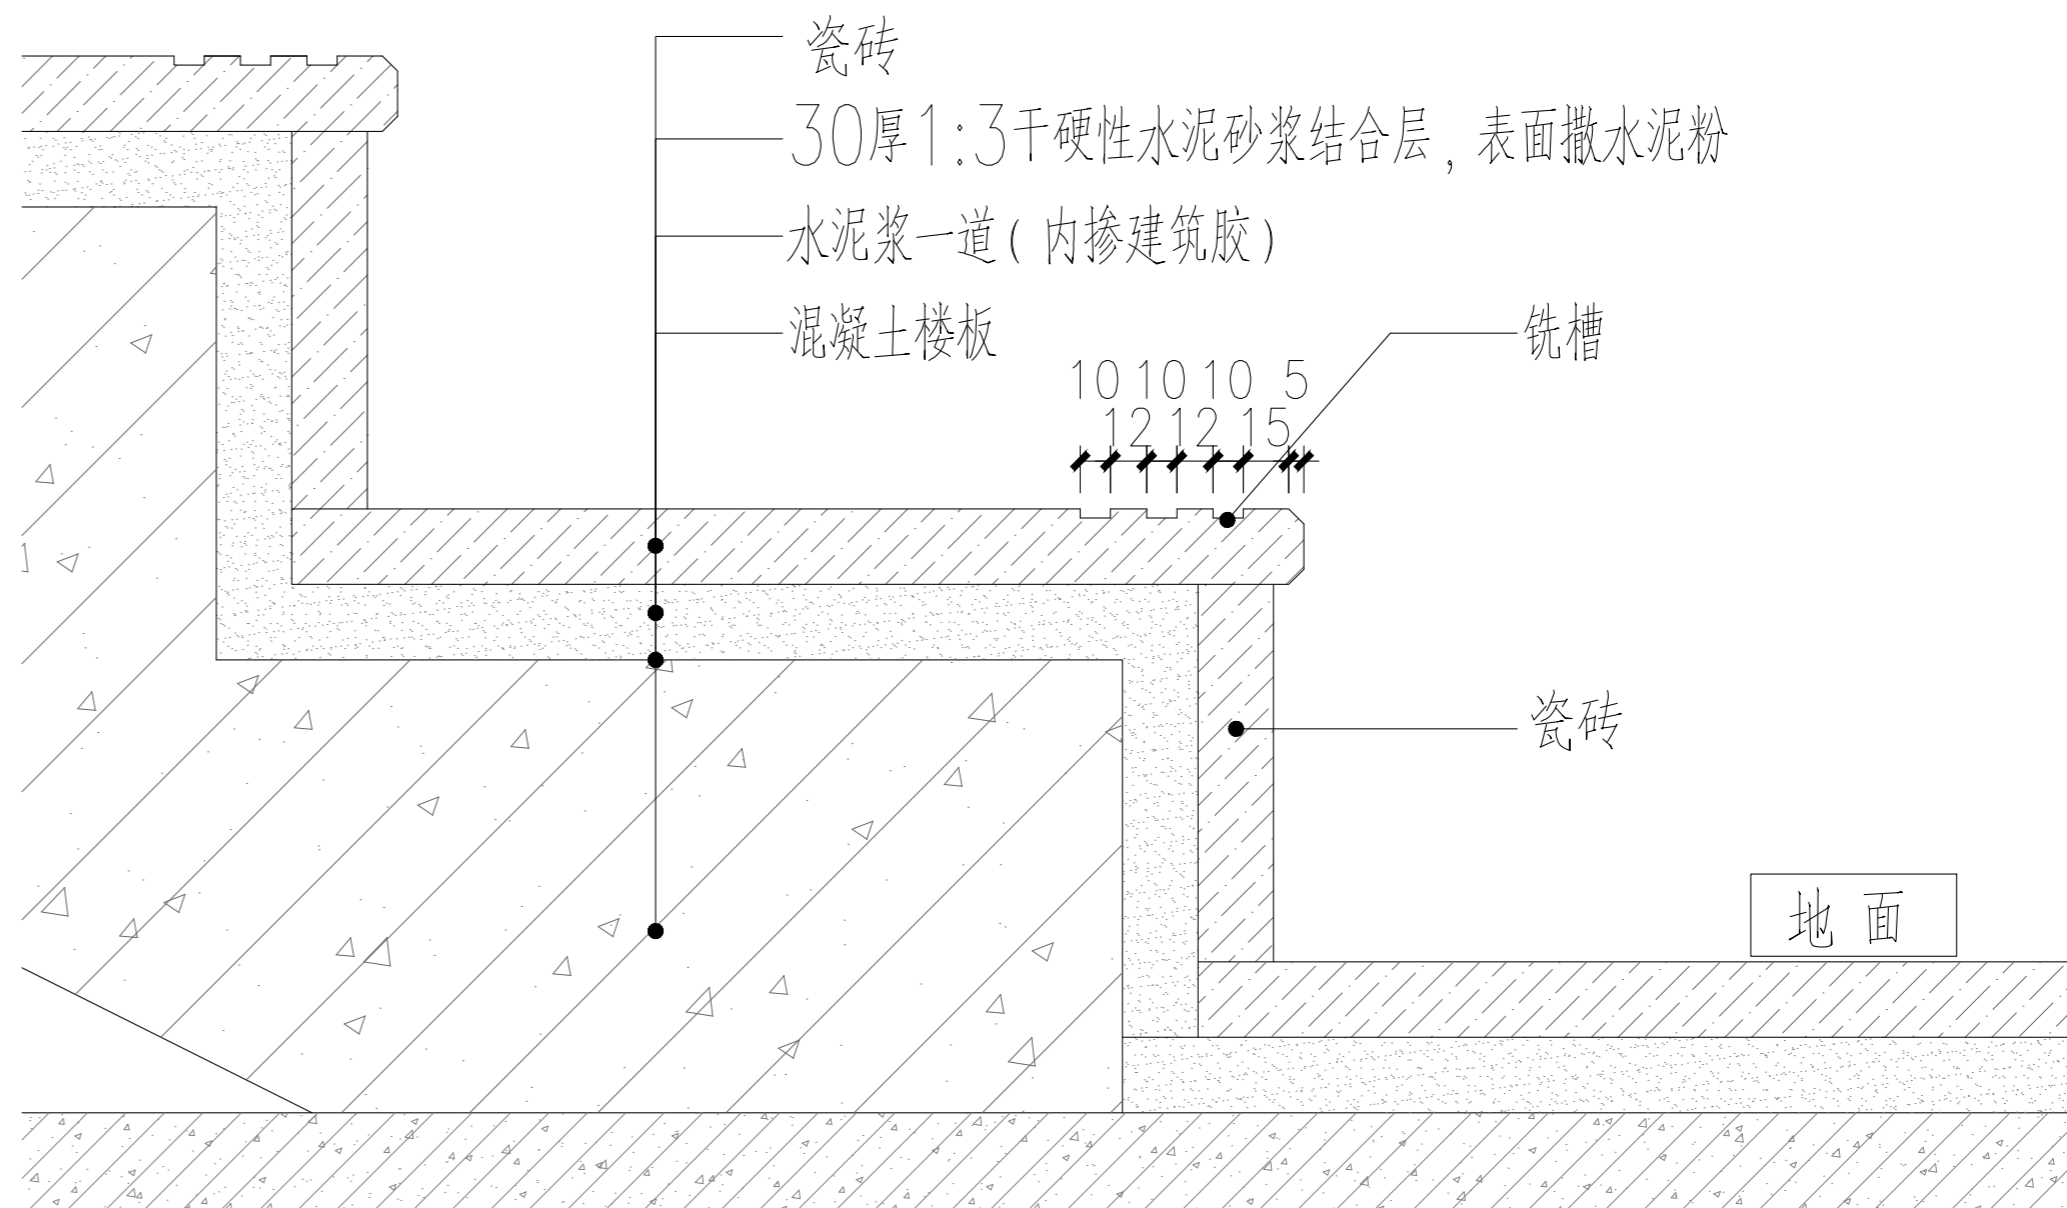 瓷砖
30厚1:3干硬性水泥砂浆结合层,表面撒水泥粉
水泥浆一道(内掺建筑胶)
混凝土楼板
铣槽
10 10 10 5
12 12 15
瓷砖
地 面